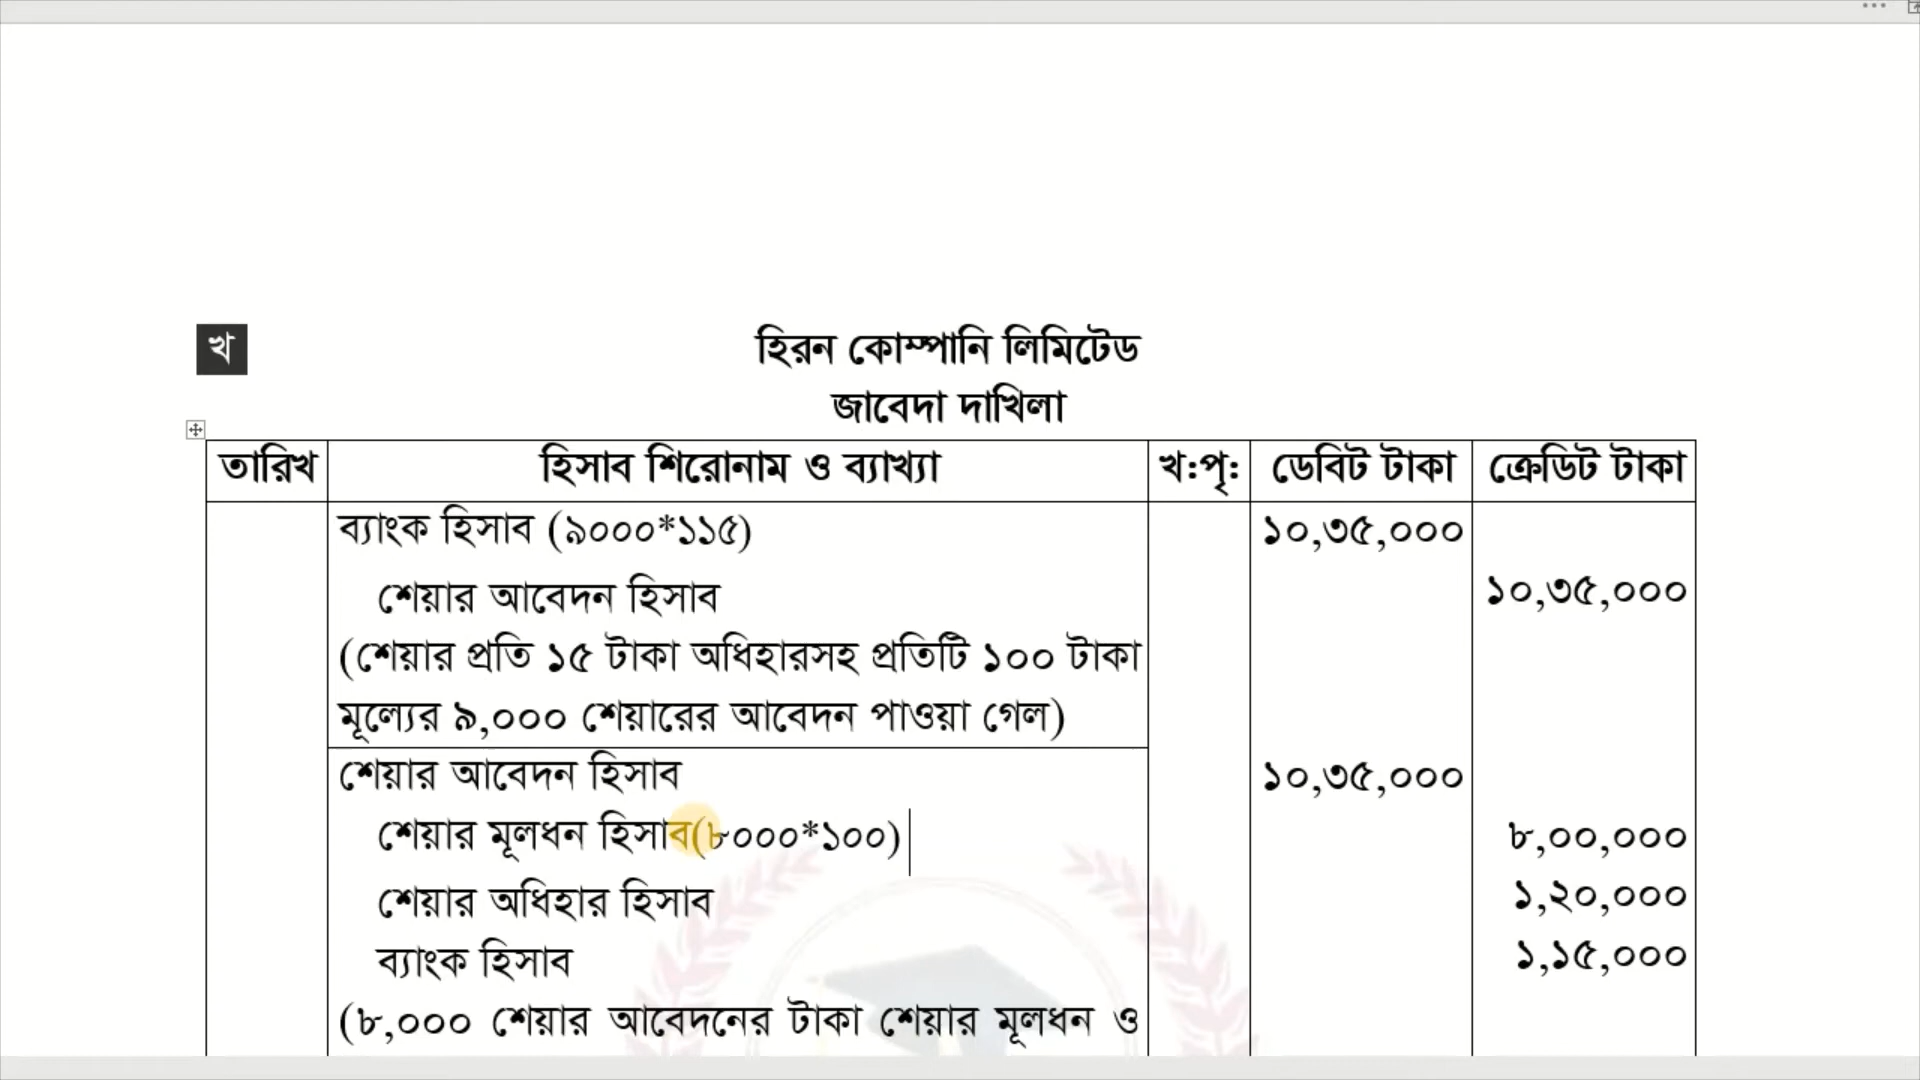 খ
হিরন কোম্পানি লিমিটেড
জাবেদা দাখিলা
তারিখ হিসাব শিরোনাম ও ব্যাখ্যা খ:পৃ: ডেবিট টাকা ক্রেডিট টাকা
ব্যাংক হিসাব (৯০০০*১১৫) ১০,৩৫,০০০
শেয়ার আবেদন হিসাব ১০,৩৫,০০০
(শেয়ার প্রতি ১৫ টাকা অধিহারসহ প্রতিটি ১০০ টাকা
মূল্যের ৯,০০০ শেয়ারের আবেদন পাওয়া গেল)
শেয়ার আবেদন হিসাব ১০,৩৫,০০০
শেয়ার মূলধন হিসাব(৮০০০*১০০) ৮,০০,০০০
শেয়ার অধিহার হিসাব ১,২০,০০০
ব্যাংক হিসাব ১,১৫,০০০
(৮,০০০ শেয়ার আবেদনের টাকা শেয়ার মূলধন ও